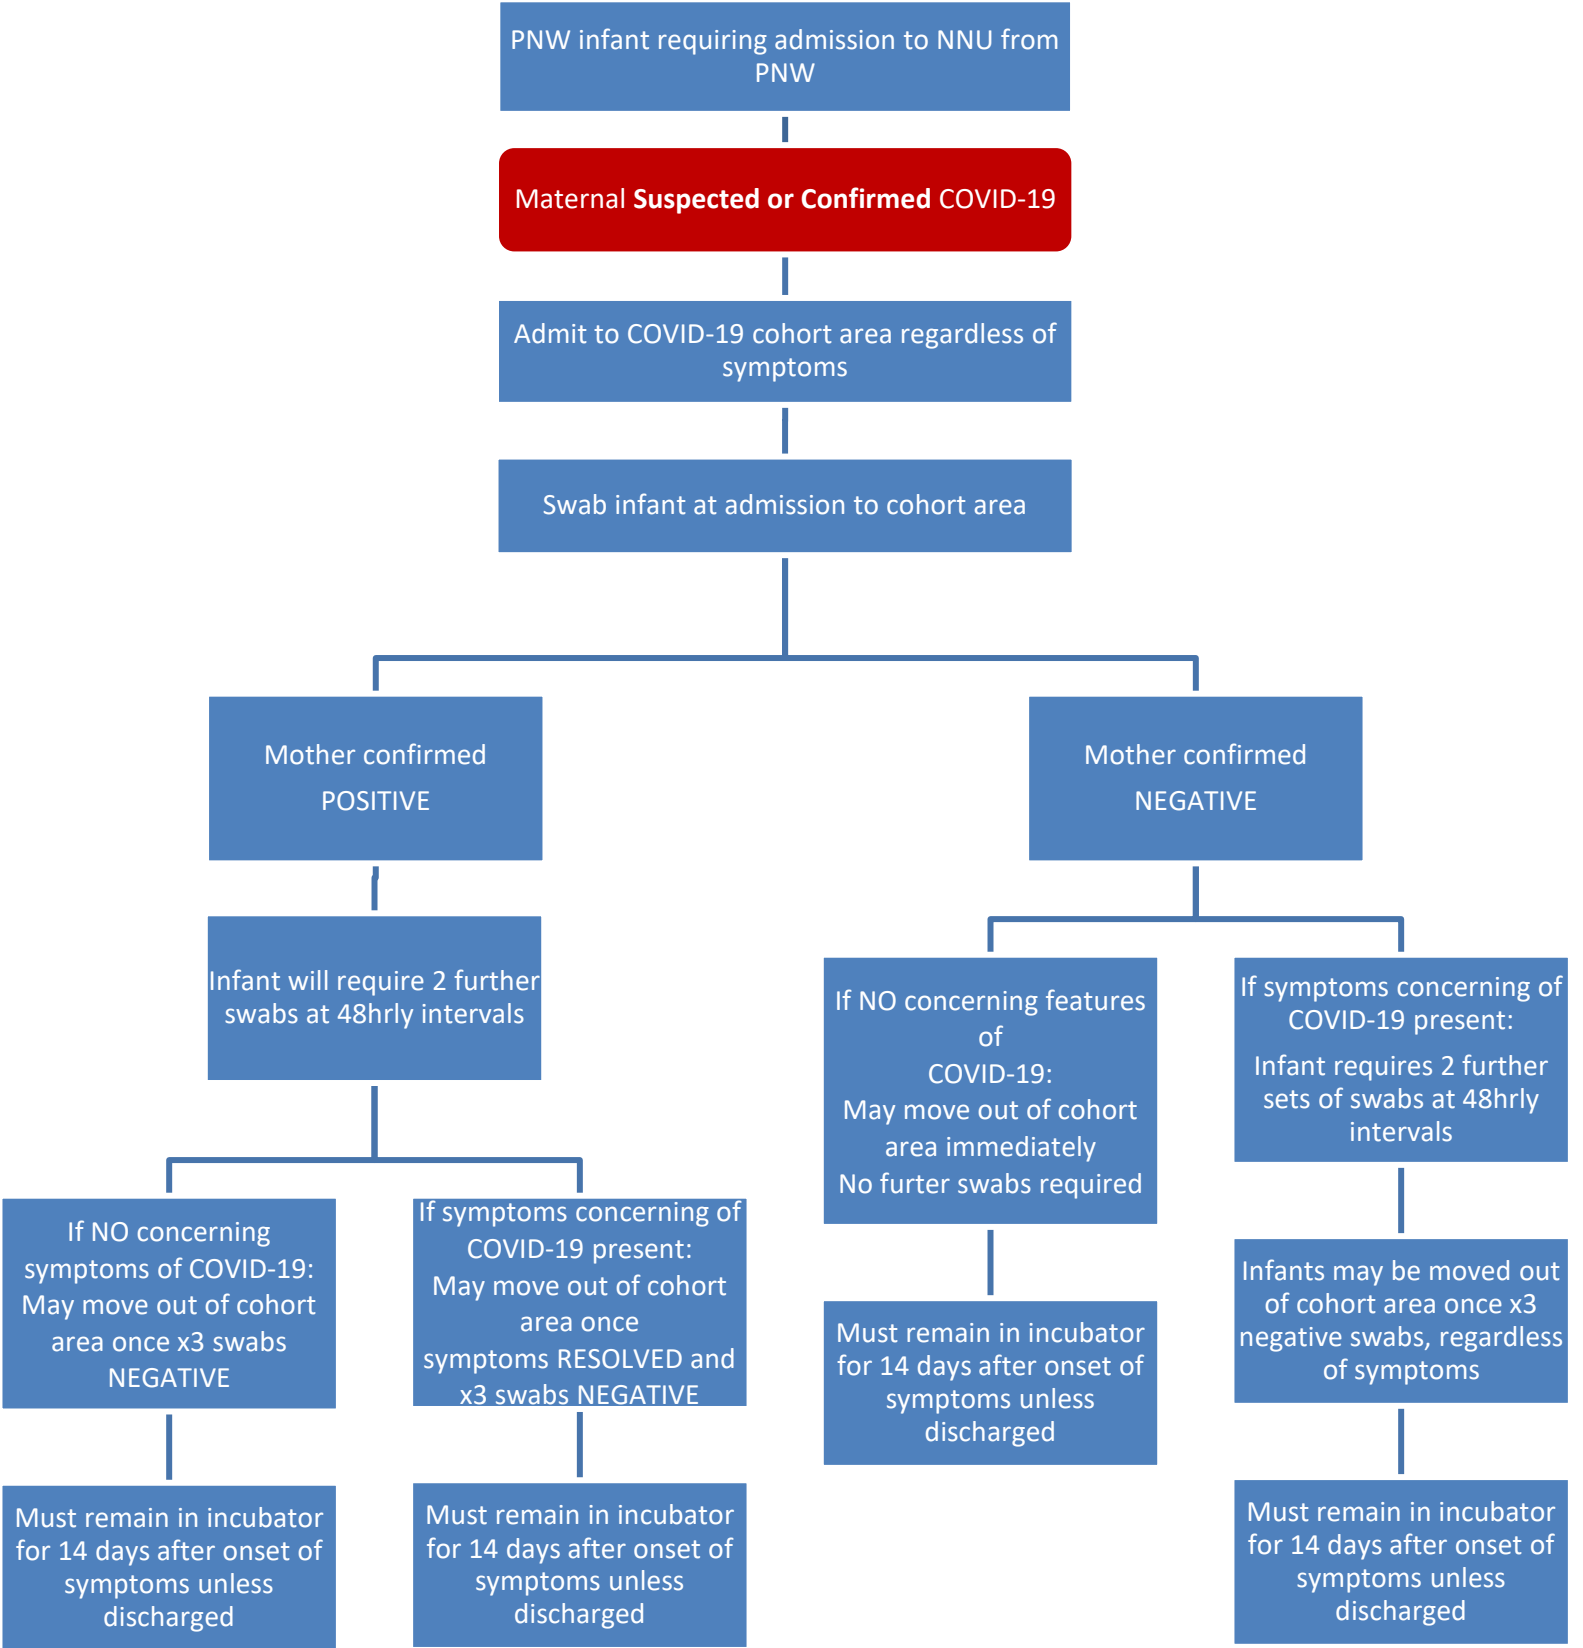 PNW infant requiring admission to NNU from
PNW
Maternal Suspected or Confirmed COVID-19
Admit to COVID-19 cohort area regardless of
symptoms
Swab infant at admission to cohort area
Mother confirmed
POSITIVE
Mother confirmed
NEGATIVE
Infant will require 2 further
swabs at 48hrly intervals
If NO concerning features
of
COVID-19:
May move out of cohort
area immediately
No furter swabs required
If symptoms concerning of
COVID-19 present:
Infant requires 2 further
sets of swabs at 48hrly
intervals
If NO concerning
symptoms of COVID-19:
May move out of cohort
area once x3 swabs
NEGATIVE
If symptoms concerning of
COVID-19 present:
May move out of cohort
area once
symptoms RESOLVED and
x3 swabs NEGATIVE
Must remain in incubator
for 14 days after onset of
symptoms unless
discharged
Infants may be moved out
of cohort area once x3
negative swabs, regardless
of symptoms
Must remain in incubator
for 14 days after onset of
symptoms unless
discharged
Must remain in incubator
for 14 days after onset of
symptoms unless
discharged
Must remain in incubator
for 14 days after onset of
symptoms unless
discharged